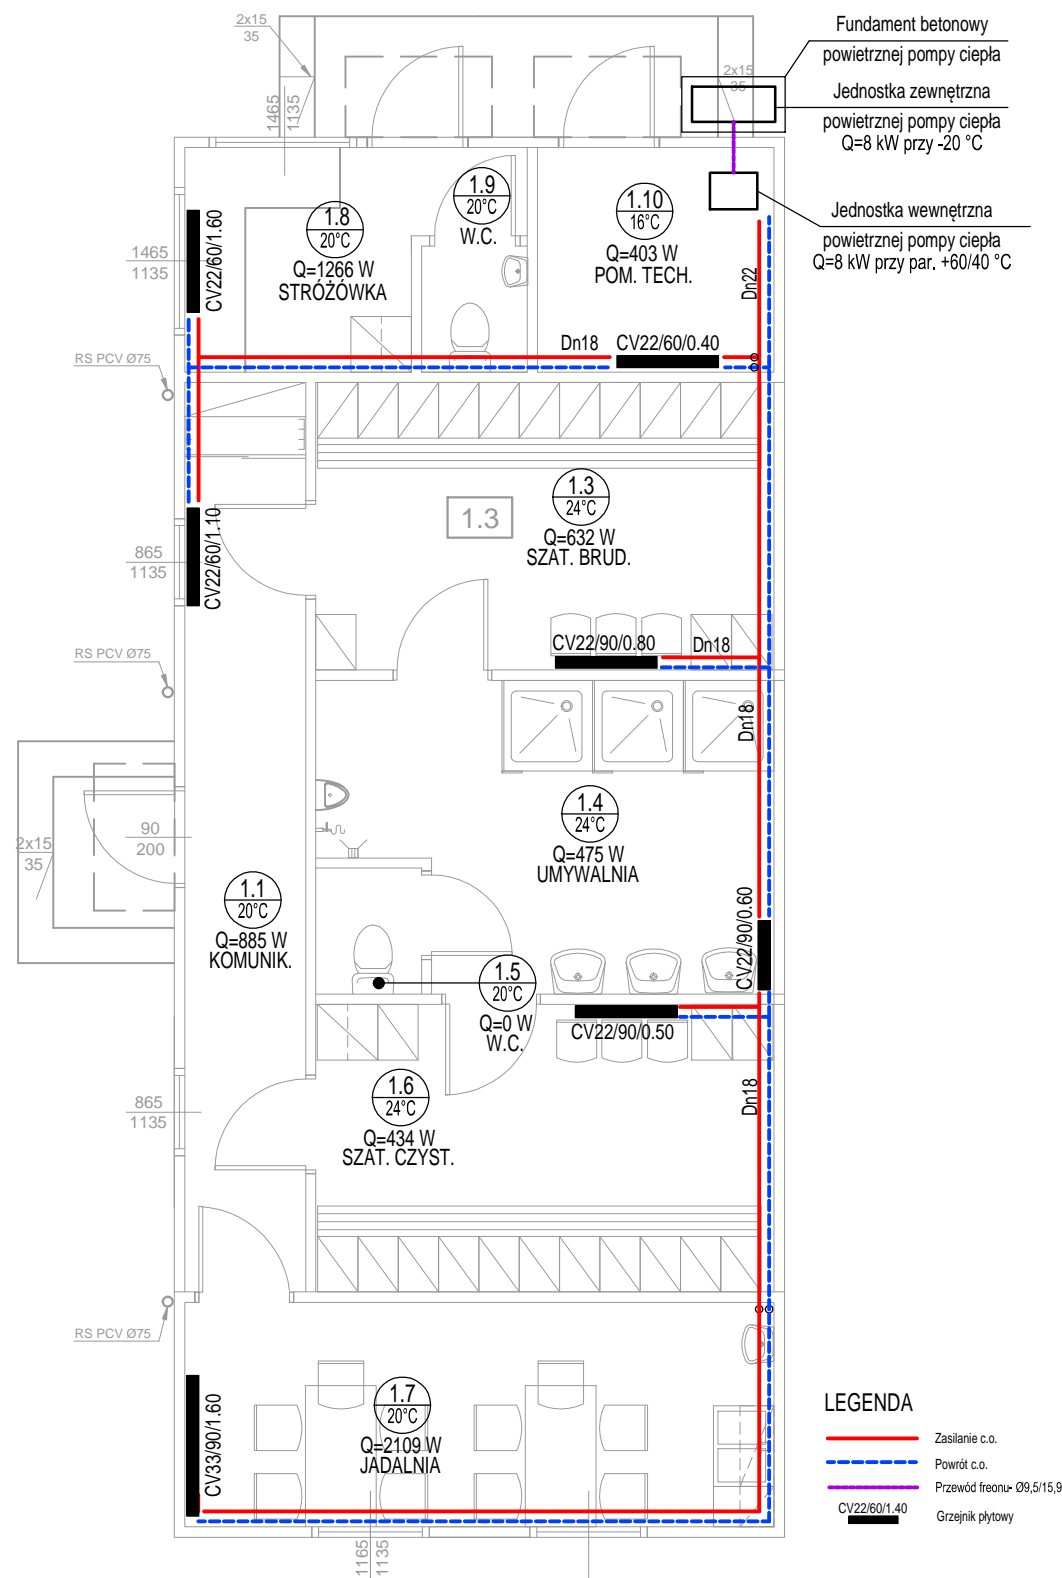 2x15
35
1465
1135
Fundament betonowy
powietrznej pompy ciepła
2x15
35
Jednostka zewnętrzna
powietrznej pompy ciepła
Q=8 kW przy -20 °C
Jednostka wewnętrzna
powietrznej pompy ciepła
Q=8 kW przy par. +60/40 °C
1.8
20°C
Q=1266 W
STRÓŻÓWKA
1.9
20°C
W.C.
1.10
16°C
Q=403 W
POM. TECH.
1465
1135
CV22/60/1.60
Dn22
Dn18
CV22/60/0.40
RS PCV Ø75
1.3
1.3
24°C
Q=632 W
SZAT. BRUD.
865
1135
CV22/60/1.10
RS PCV Ø75
CV22/90/0.80
Dn18
Dn18
1.4
24°C
Q=475 W
UMYWALNIA
90
200
2x15
35
1.1
20°C
Q=885 W
KOMUNIK.
CV22/90/0.60
1.5
20°C
Q=0 W
W.C.
CV22/90/0.50
1.6
24°C
Q=434 W
SZAT. CZYST.
Dn18
865
1135
RS PCV Ø75
1.7
20°C
Q=2109 W
JADALNIA
CV33/90/1.60
1165
1135
LEGENDA
Zasilanie c.o.
Powrót c.o.
Przewód freonu- Ø9,5/15,9
CV22/60/1.40
Grzejnik płytowy